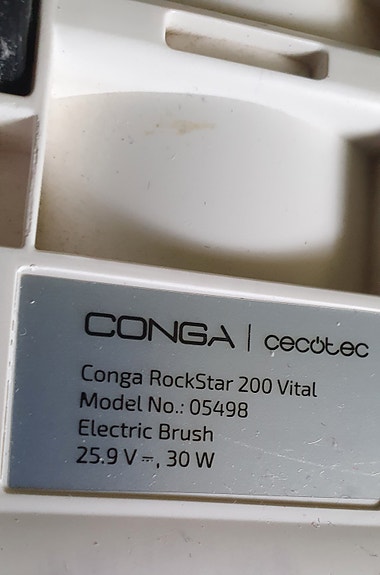 CONGA | cecotec
Conga RockStar 200 Vital
Model No.: 05498
Electric Brush
25.9 V ⎓, 30 W